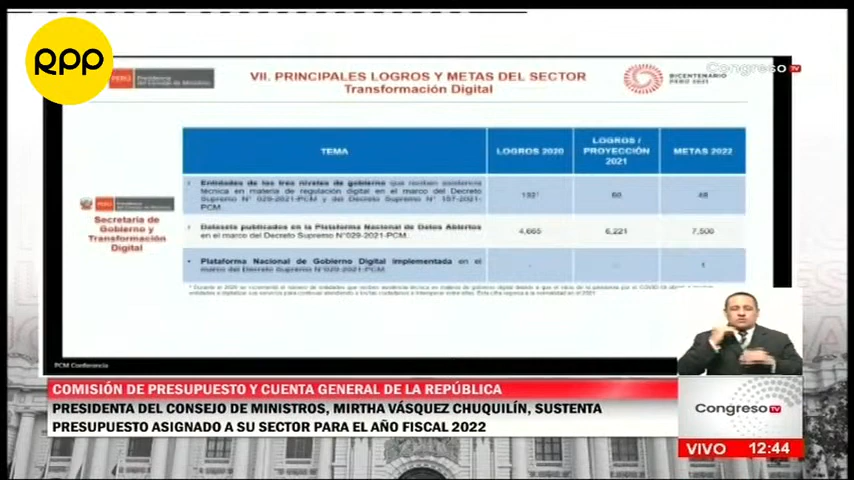 rpp
PERÚ Presidencia del Consejo de Ministros
VII. PRINCIPALES LOGROS Y METAS DEL SECTOR
Transformación Digital
BICENTENARIO
PERÚ 2021
CongresoTV
TEMA
LOGROS 2020
LOGROS /
PROYECCIÓN
2021
METAS 2022
Secretaría de
Gobierno y
Transformación
Digital
Entidades de los tres niveles de gobierno que reciben asistencia
técnica en materia de regulación digital en el marco del Decreto
Supremo N° 029-2021-PCM y del Decreto Supremo N° 157-2021-
PCM.
60
48
Datasets publicados en la Plataforma Nacional de Datos Abiertos
en el marco del Decreto Supremo N°029-2021-PCM.
4,665
6,221
7,500
Plataforma Nacional de Gobierno Digital implementada en el
marco del Decreto Supremo N°029-2021-PCM.
1
PCM Conferencia
COMISIÓN DE PRESUPUESTO Y CUENTA GENERAL DE LA REPÚBLICA
PRESIDENTA DEL CONSEJO DE MINISTROS, MIRTHA VÁSQUEZ CHUQUILÍN, SUSTENTA
PRESUPUESTO ASIGNADO A SU SECTOR PARA EL AÑO FISCAL 2022
CongresoTV
VIVO 12:44